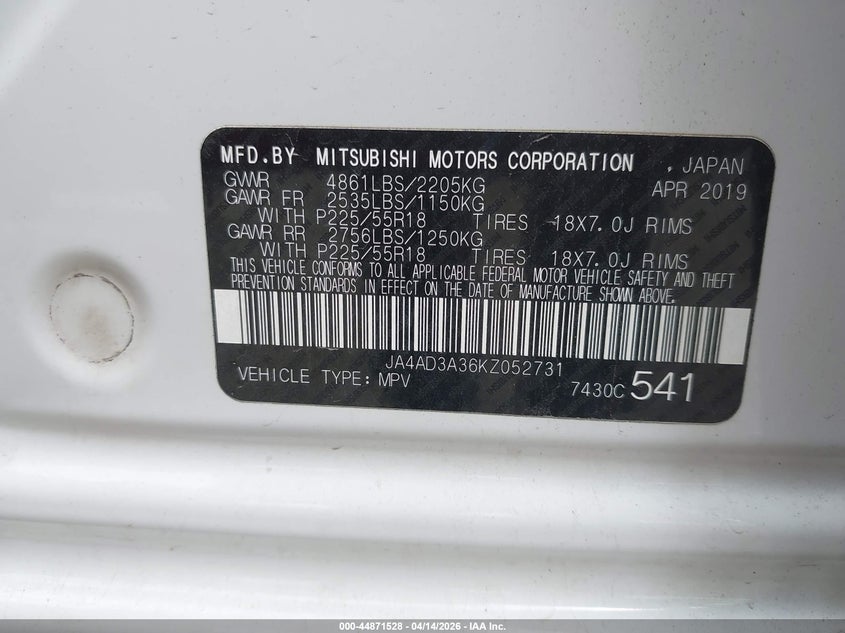 MFD.BY MITSUBISHI MOTORS CORPORATION , JAPAN
GVWR 4861LBS/2205KG APR 2019
GAWR FR 2535LBS/1150KG
WITH P225/55R18 TIRES 18X7.0J RIMS
GAWR RR 2756LBS/1250KG
WITH P225/55R18 TIRES 18X7.0J RIMS
THIS VEHICLE CONFORMS TO ALL APPLICABLE FEDERAL MOTOR VEHICLE SAFETY AND THEFT
PREVENTION STANDARDS IN EFFECT ON THE DATE OF MANUFACTURE SHOWN ABOVE.
JA4AD3A36KZ052731
VEHICLE TYPE: MPV 7430C 541
000-44871528 - 04/14/2026 - IAA Inc.